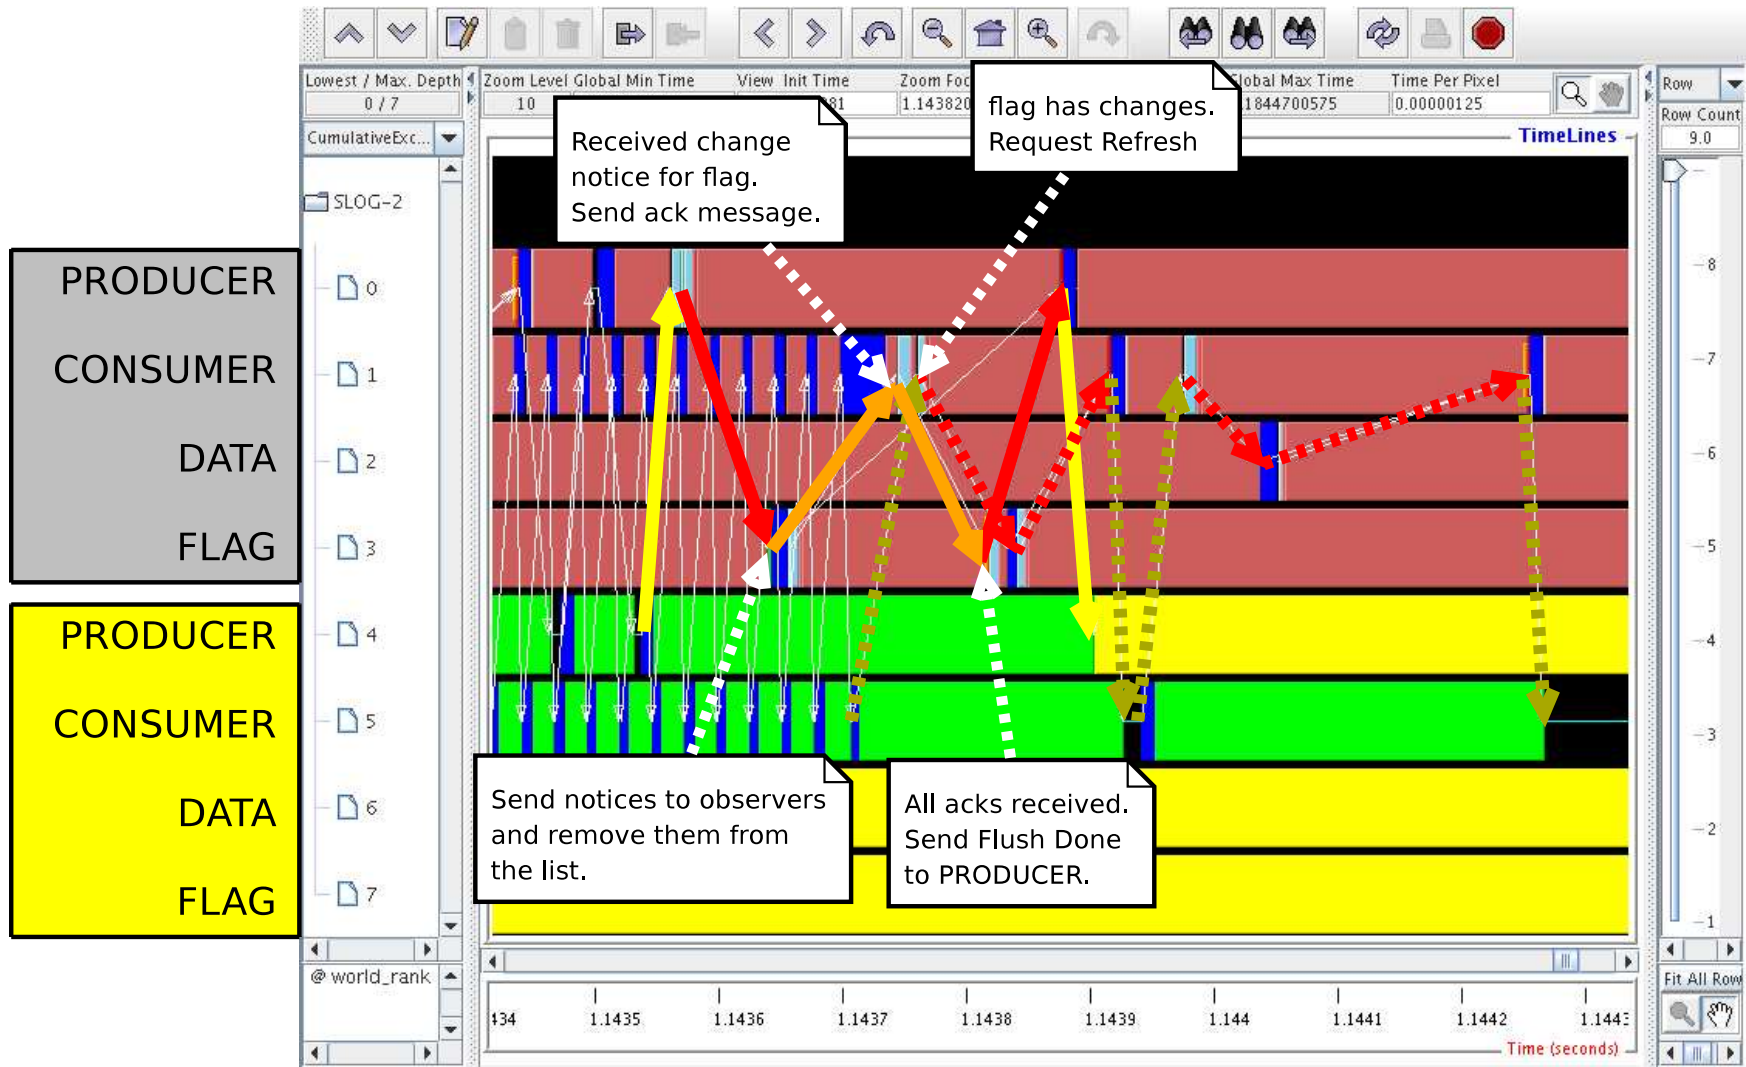 Lowest / Max. Depth
0 / 7
Zoom Level
10
Global Min Time
View Init Time
381
Zoom Foc
1.143820
lobal Max Time
.1844700575
Time Per Pixel
0.00000125
Row
Row Count
9.0
CumulativeExc...
TimeLines
SLOG-2
Received change
notice for flag.
Send ack message.
flag has changes.
Request Refresh
PRODUCER
CONSUMER
DATA
FLAG
PRODUCER
CONSUMER
DATA
FLAG
0
1
2
3
4
5
6
7
Send notices to observers
and remove them from
the list.
All acks received.
Send Flush Done
to PRODUCER.
8
7
6
5
4
3
2
1
@ world_rank
Fit All Row
434 1.1435 1.1436 1.1437 1.1438 1.1439 1.144 1.1441 1.1442 1.1443
Time (seconds)